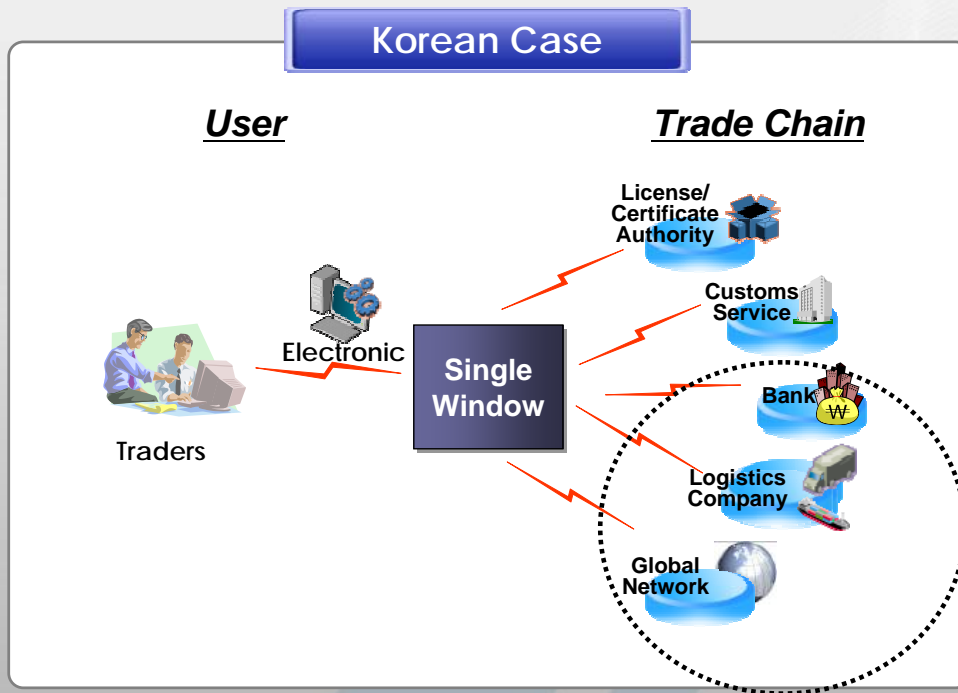 Korean Case
User
Trade Chain
License/
Certificate
Authority
Customs
Service
Electronic
Single
Window
Bank
₩
Traders
Logistics
Company
Global
Network